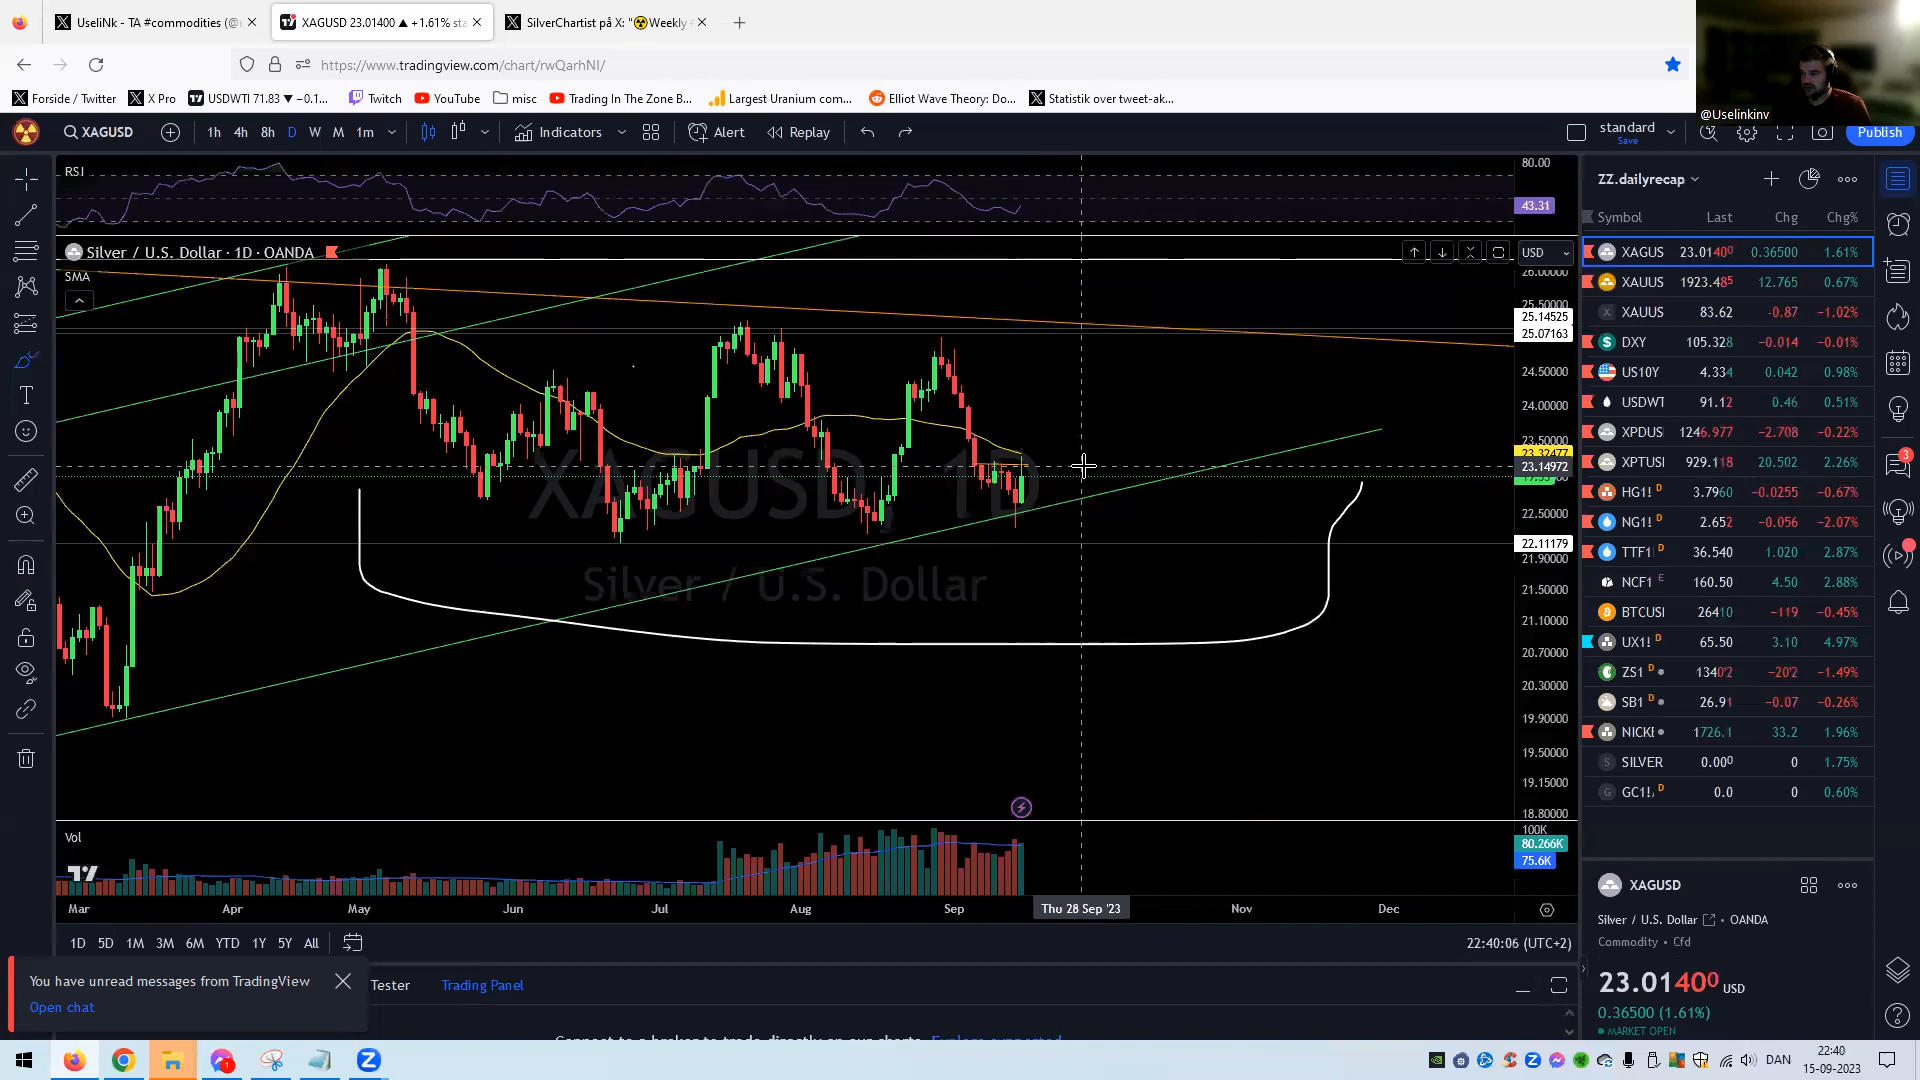 UseliNk - TA #commodities (@
XAGUSD 23.01400 ▲ +1.61% sta
SilverChartist på X: "☢Weekly
https://www.tradingview.com/chart/rwQarhNI/
Forside / Twitter
X Pro
USDWTI 71.83 ▼ −0.1...
Twitch
YouTube
misc
Trading In The Zone B...
Largest Uranium com...
Elliot Wave Theory: Do...
Statistik over tweet-ak...
@Uselinkinv
XAGUSD
1h 4h 8h D W M 1m
Indicators
Alert
Replay
standard
Save
Publish
RSI
80.00
43.31
Silver / U.S. Dollar · 1D · OANDA
USD
SMA
XAGUSD, 1D
Silver / U.S. Dollar
26.00000
25.50000
25.14525
25.07163
24.50000
24.00000
23.50000
23.32477
23.14972
22.50000
22.11179
21.90000
21.50000
21.10000
20.70000
20.30000
19.90000
19.50000
19.15000
18.80000
Vol
100K
80.266K
75.6K
Mar Apr May Jun Jul Aug Sep Thu 28 Sep '23 Nov Dec
1D 5D 1M 3M 6M YTD 1Y 5Y All
22:40:06 (UTC+2)
You have unread messages from TradingView
Open chat
Tester
Trading Panel
ZZ.dailyrecap
Symbol Last Chg Chg%
XAGUS 23.01400 0.36500 1.61%
XAUUS 1923.485 12.765 0.67%
XAUUS 83.62 −0.87 −1.02%
DXY 105.328 −0.014 −0.01%
US10Y 4.334 0.042 0.98%
USDWT 91.12 0.46 0.51%
XPDUS 1246.977 −2.708 −0.22%
XPTUSI 929.118 20.502 2.26%
HG1! D 3.7960 −0.0255 −0.67%
NG1! D 2.652 −0.056 −2.07%
TTF1 D 36.540 1.020 2.87%
NCF1 E 160.50 4.50 2.88%
BTCUSI 26410 −119 −0.45%
UX1! D 65.50 3.10 4.97%
ZS1 D 1340'2 −20'2 −1.49%
SB1 D 26.91 −0.07 −0.26%
NICKE 1726.1 33.2 1.96%
SILVER 0.000 0 1.75%
GC1! D 0.0 0 0.60%
3
XAGUSD
Silver / U.S. Dollar • OANDA
Commodity • Cfd
23.01400 USD
0.36500 (1.61%)
MARKET OPEN
1
DAN
22:40
15-09-2023